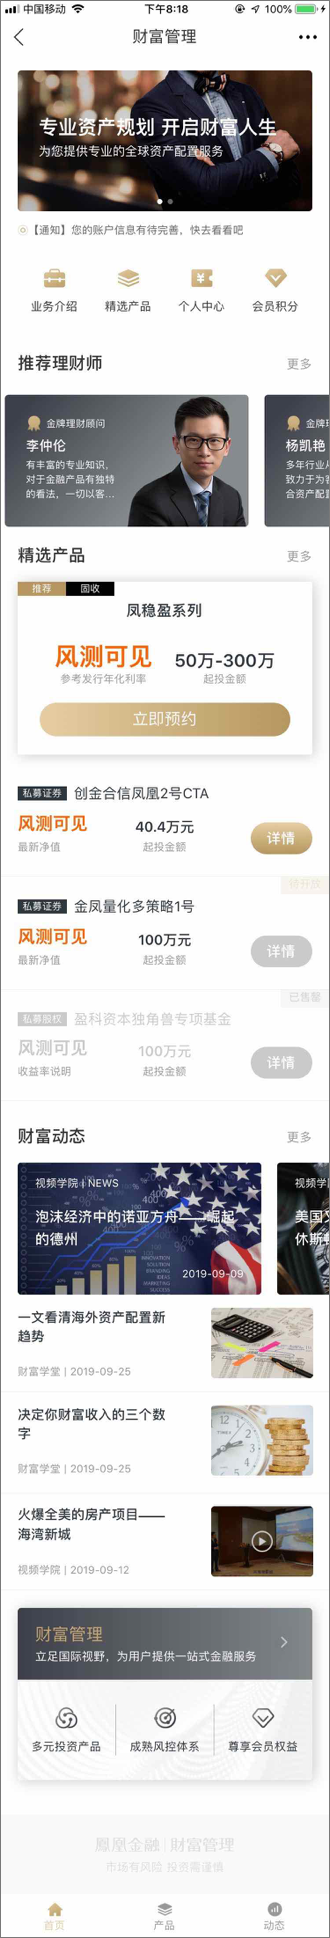 中国移动
下午8:18
100%
财富管理
专业资产规划 开启财富人生
为您提供专业的全球资产配置服务
【通知】您的账户信息有待完善，快去看看吧
业务介绍
精选产品
个人中心
会员积分
推荐理财师
更多
金牌理财顾问
李仲伦
有丰富的专业知识，
对于金融产品有独特
的看法，一切以客...
金牌理
杨凯艳
多年行业从
致力于为客
合资产配置
精选产品
更多
推荐
固收
凤稳盈系列
风测可见
50万-300万
参考发行年化利率
起投金额
立即预约
私募证券
创金合信凤凰2号CTA
风测可见
40.4万元
详情
最新净值
起投金额
私募证券
金凤量化多策略1号
风测可见
100万元
详情
最新净值
起投金额
已售罄
私募股权
盈科资本独角兽专项基金
风测可见
100万元
详情
收益率说明
起投金额
财富动态
更多
视频学院 | NEWS
泡沫经济中的诺亚方舟——崛起
的德州
2019-09-09
INNOVATION
SOLUTION
BRANDING
IDEAS
MARKETING
SUCCESS
视频学
美国
休斯
一文看清海外资产配置新
趋势
财富学堂 | 2019-09-25
决定你财富收入的三个数
字
财富学堂 | 2019-09-25
火爆全美的房产项目——
海湾新城
视频学院 | 2019-09-12
财富管理
立足国际视野，为用户提供一站式金融服务
多元投资产品
成熟风控体系
尊享会员权益
鳳凰金融 | 財富管理
市场有风险 投资需谨慎
首页
产品
动态